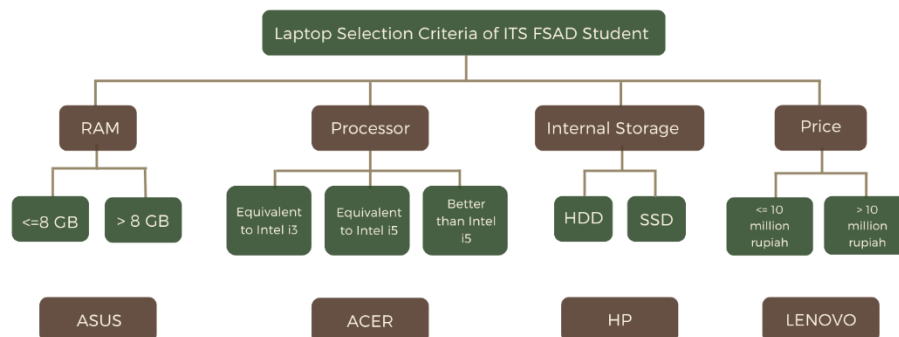 Laptop Selection Criteria of ITS FSAD Student
RAM
Processor
Internal Storage
Price
<=8 GB
> 8 GB
Equivalent
to Intel i3
Equivalent
to Intel i5
Better
than Intel
i5
HDD
SSD
<= 10
million
rupiah
> 10
million
rupiah
ASUS
ACER
HP
LENOVO